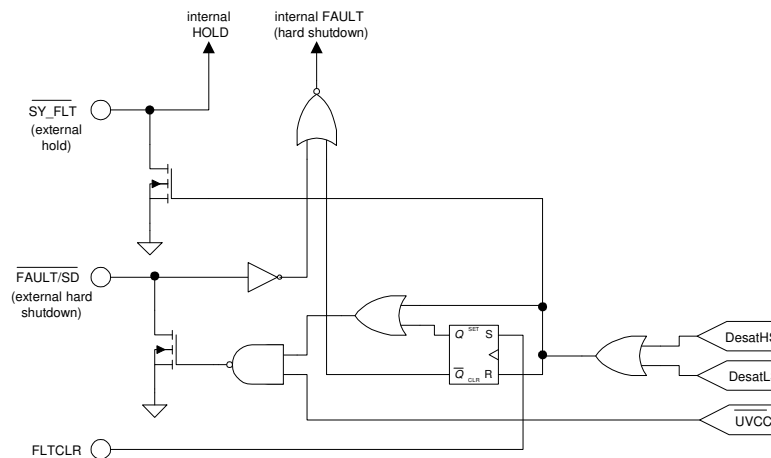 internal
HOLD
internal FAULT
(hard shutdown)
SY_FLT
(external
hold)
FAULT/SD
(external hard
shutdown)
Q SET S
Q CLR R
DesatHS
DesatL
UVCC
FLTCLR